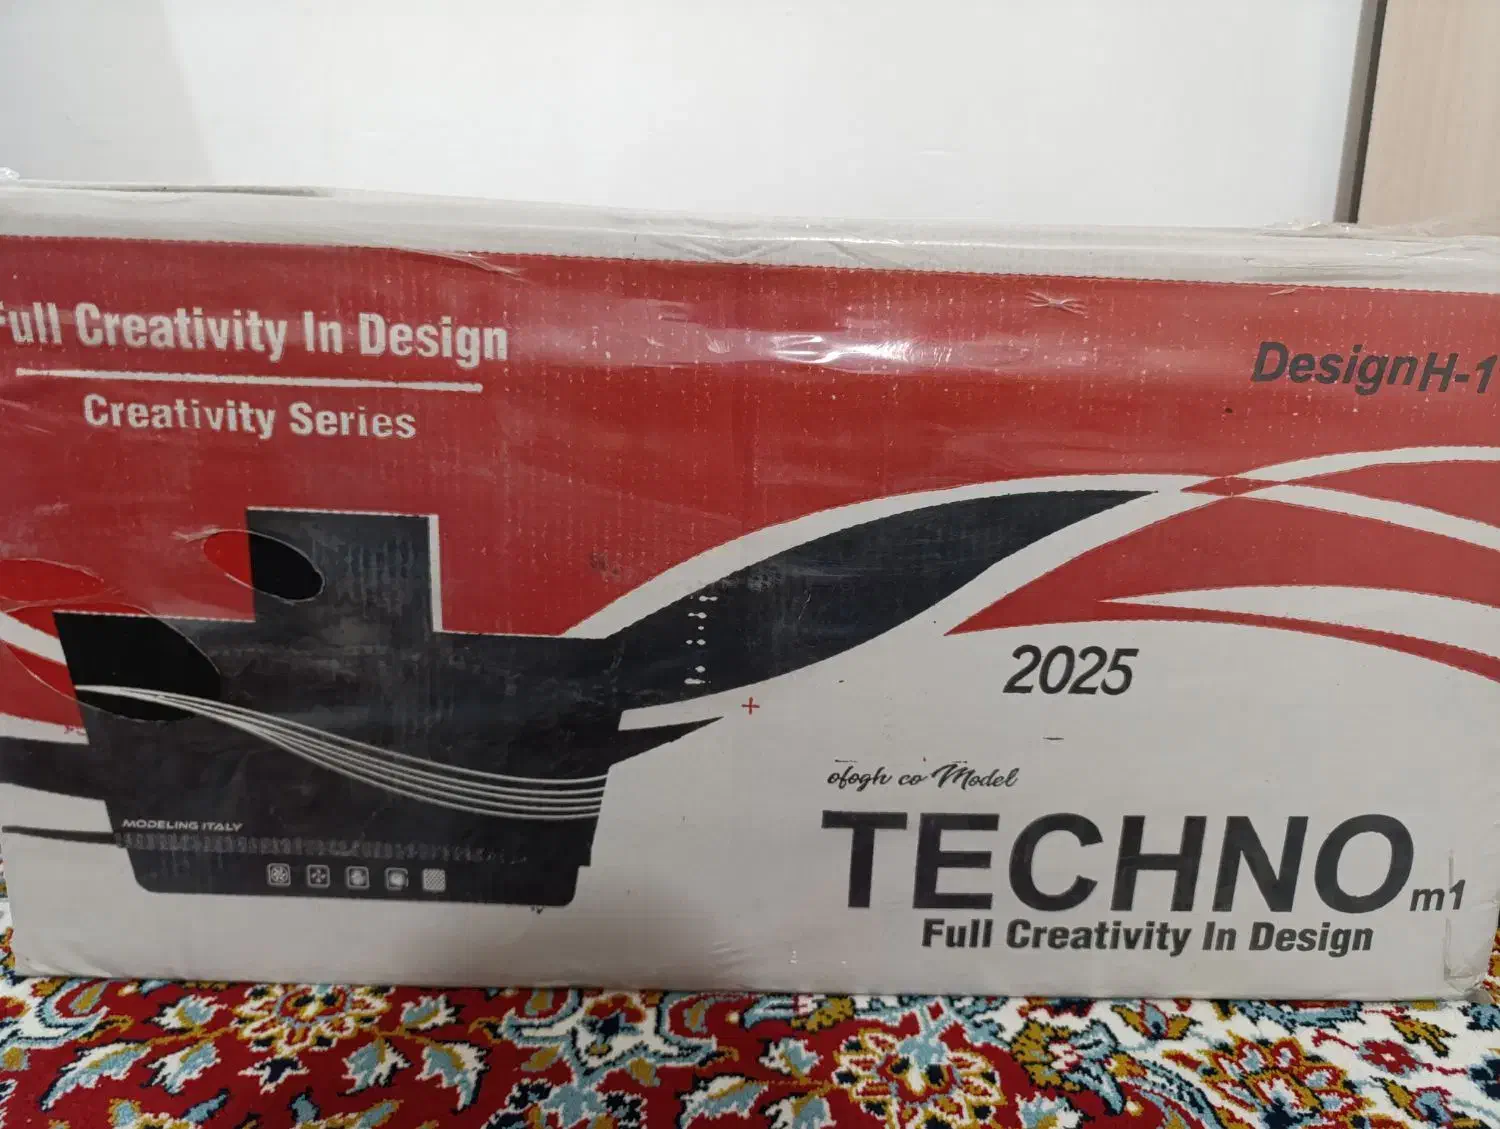 Full Creativity In Design
Creativity Series
DesignH-1
2025
ofogh co Model
TECHNO m1
Full Creativity In Design
MODELING ITALY